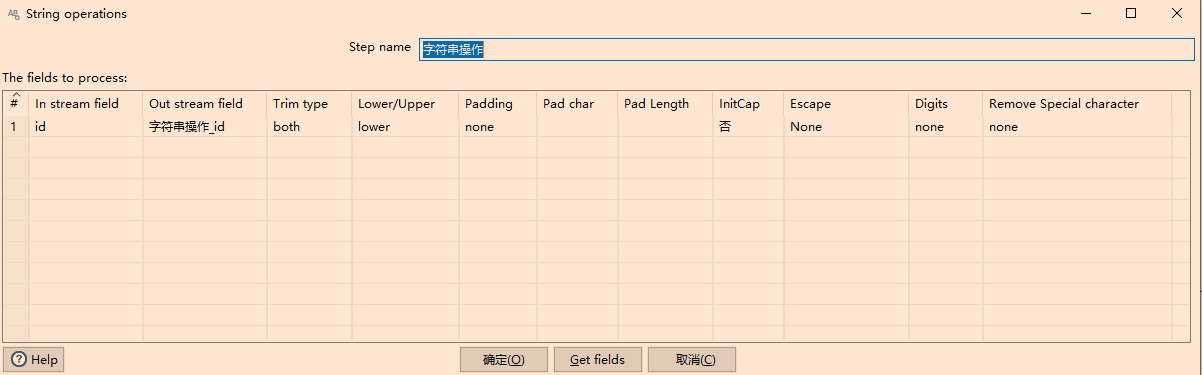 String operations
Step name 字符串操作
The fields to process:
# In stream field Out stream field Trim type Lower/Upper Padding Pad char Pad Length InitCap Escape Digits Remove Special character
1 id 字符串操作_id both lower none 否 None none none
Help 确定(O) Get fields 取消(C)